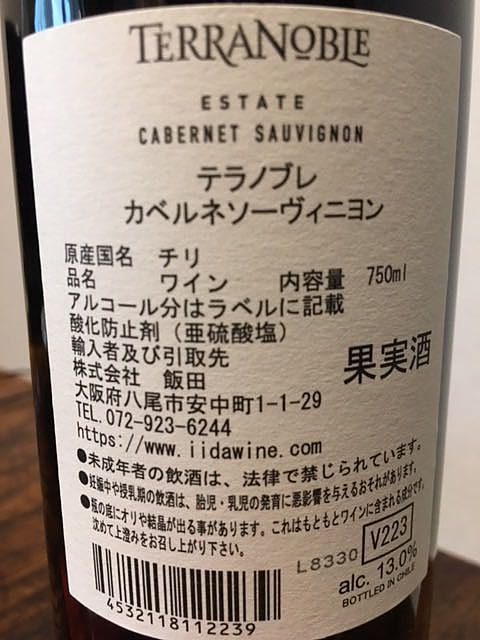 TERRANOBLE
ESTATE
CABERNET SAUVIGNON
テラノブレ
カベルネソーヴィニヨン
原産国名 チリ
品名 ワイン 内容量 750ml
アルコール分はラベルに記載
酸化防止剤（亜硫酸塩）
輸入者及び引取先
株式会社 飯田
果実酒
大阪府八尾市安中町1-1-29
TEL.072-923-6244
https://www.iidawine.com
●未成年者の飲酒は、法律で禁じられています。
●妊娠中や授乳期の飲酒は、胎児・乳児の発育に悪影響を与えるおそれがあります。
●瓶の底にオリや結晶が出る事があります。これはもともとワインに含まれる成分です。
沈めて上澄みをお召し上がり下さい。
L8330 V223
alc. 13.0%
BOTTLED IN CHILE
4532118112239